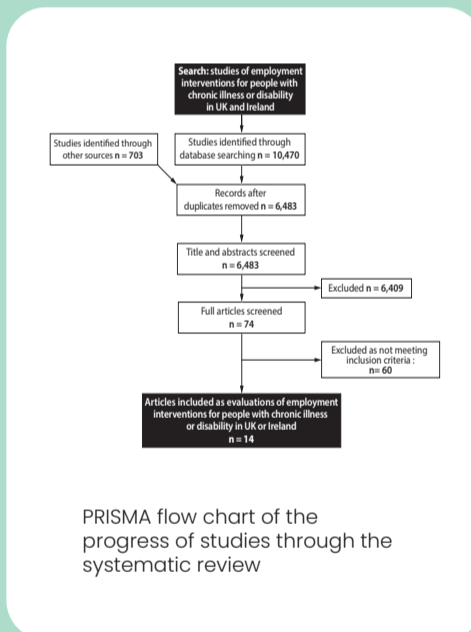 Search: studies of employment
interventions for people with
chronic illness or disability
in UK and Ireland
Studies identified through
other sources n = 703
Studies identified through
database searching n = 10,470
Records after
duplicates removed n = 6,483
Title and abstracts screened
n = 6,483
Excluded n = 6,409
Full articles screened
n = 74
Excluded as not meeting
inclusion criteria :
n= 60
Articles included as evaluations of employment
interventions for people with chronic illness
or disability in UK or Ireland
n = 14
PRISMA flow chart of the
progress of studies through the
systematic review